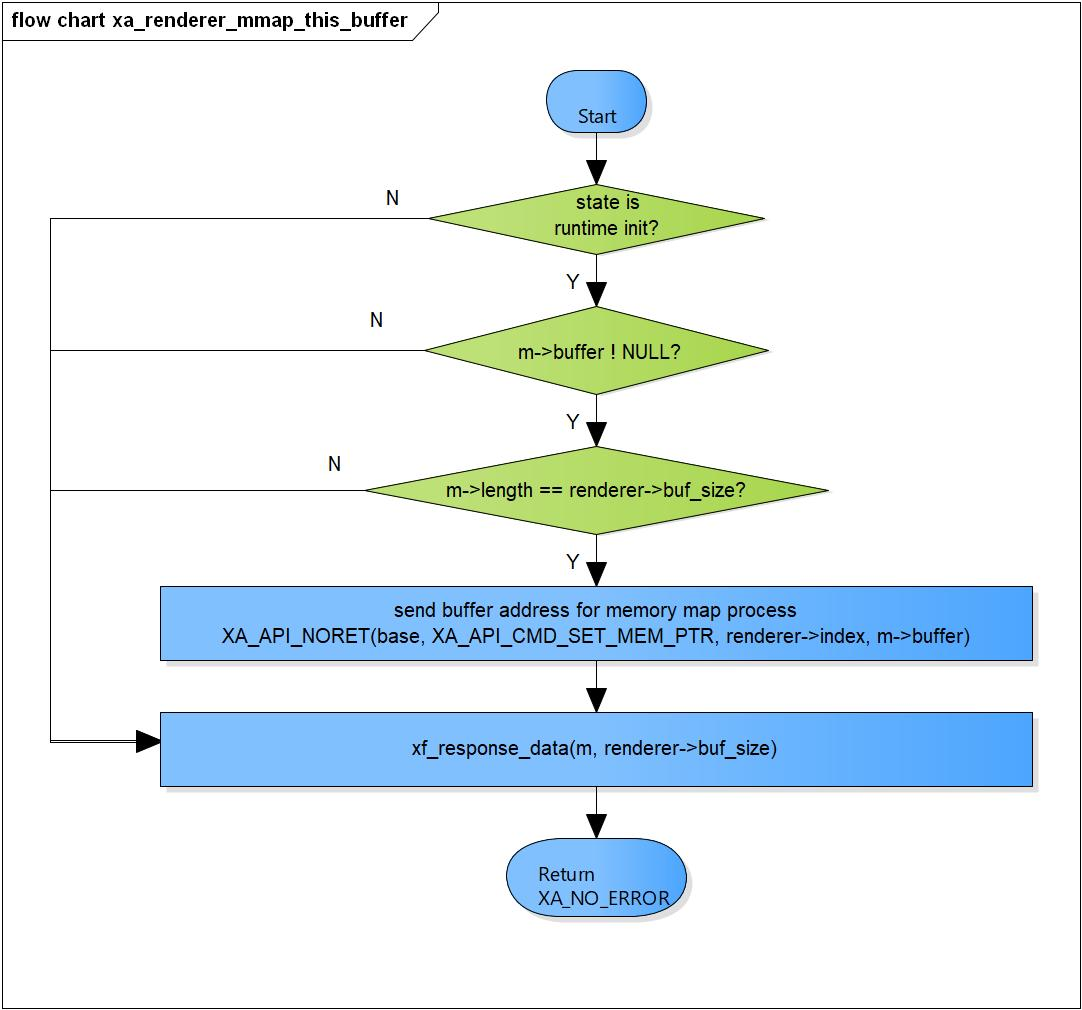 flow chart xa_renderer_mmap_this_buffer
Start
state is
runtime init?
N
Y
m->buffer ! NULL?
N
Y
m->length == renderer->buf_size?
N
Y
send buffer address for memory map process
XA_API_NORET(base, XA_API_CMD_SET_MEM_PTR, renderer->index, m->buffer)
xf_response_data(m, renderer->buf_size)
Return
XA_NO_ERROR